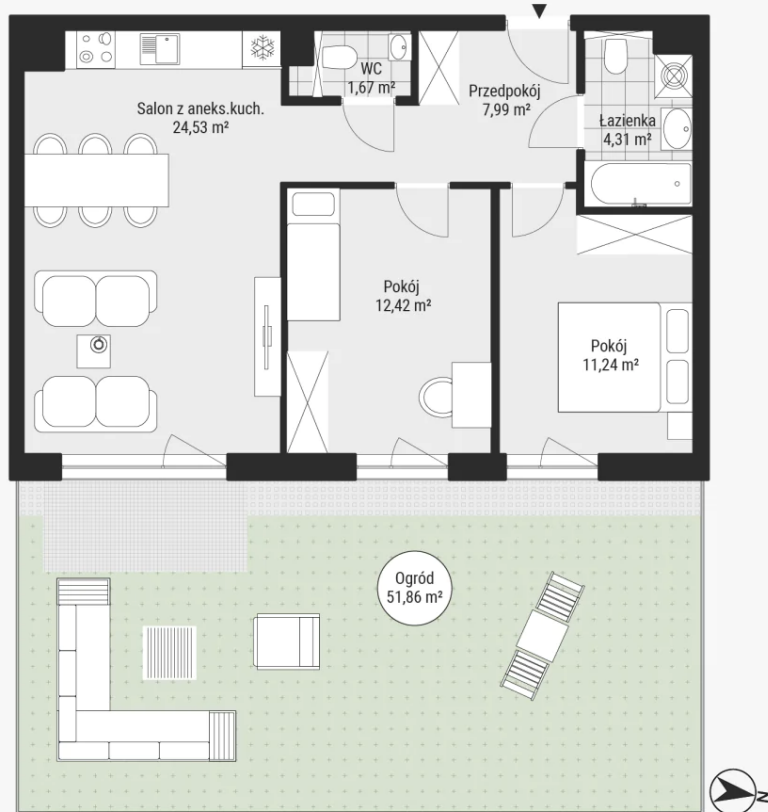 WC
1,67 m²
Przedpokój
7,99 m²
Salon z aneks.kuch.
24,53 m²
Łazienka
4,31 m²
Pokój
12,42 m²
Pokój
11,24 m²
Ogród
51,86 m²
N